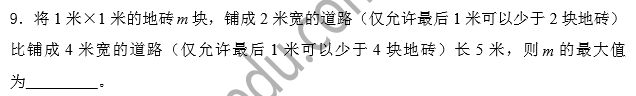 9．将 1 米×1 米的地砖 m 块，铺成 2 米宽的道路（仅允许最后 1 米可以少于 2 块地砖）
比铺成 4 米宽的道路（仅允许最后 1 米可以少于 4 块地砖）长 5 米，则 m 的最大值
为________。
edu.com